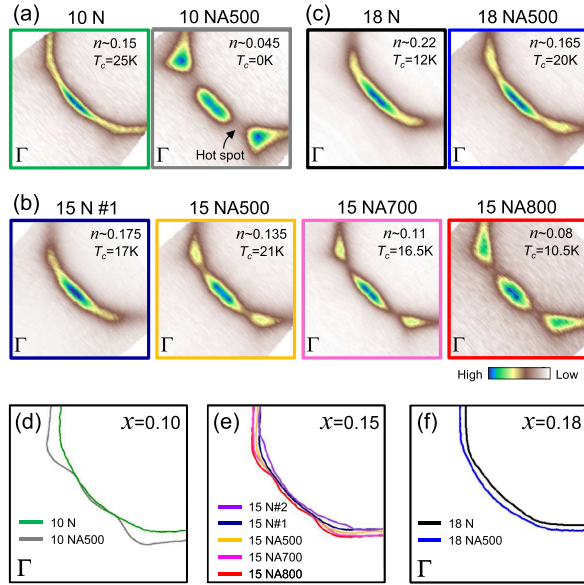 (a) 10 N 10 NA500 (c) 18 N 18 NA500
n~0.15 n~0.045 n~0.22 n~0.165
Tc=25K Tc=0K Tc=12K Tc=20K
Hot spot
Γ Γ Γ Γ
(b) 15 N #1 15 NA500 15 NA700 15 NA800
n~0.175 n~0.135 n~0.11 n~0.08
Tc=17K Tc=21K Tc=16.5K Tc=10.5K
Γ Γ Γ Γ
High Low
(d) x=0.10 (e) x=0.15 (f) x=0.18
10 N
10 NA500
Γ
15 N#2
15 N#1
15 NA500
15 NA700
15 NA800
18 N
18 NA500
Γ